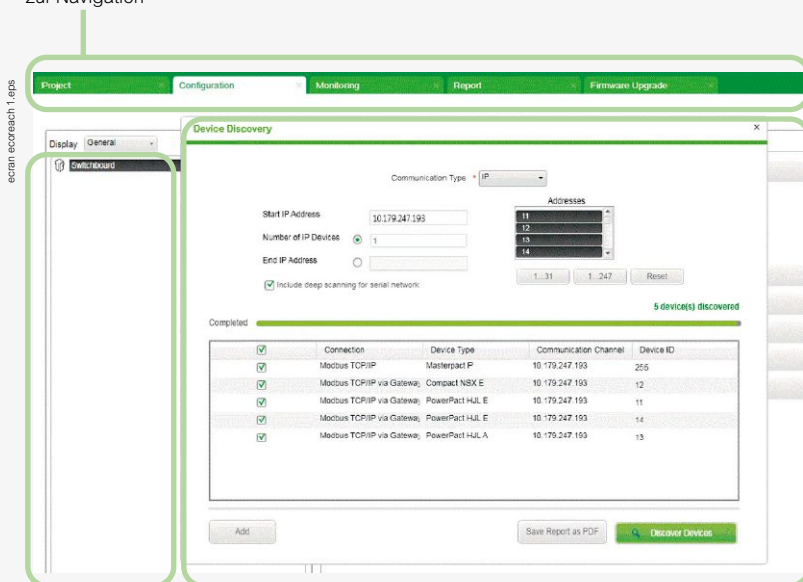 zur Navigation
ecran ecoreach 1.eps
Project Configuration Monitoring Report Firmware Upgrade
Display General
Switchboard
Device Discovery
Communication Type * IP
Start IP Address 10.179.247.193
Number of IP Devices 1
End IP Address
Include deep scanning for serial network
Addresses
11
12
13
14
1...31 1...247 Reset
5 device(s) discovered
Completed
Connection Device Type Communication Channel Device ID
Modbus TCP/IP Masterpact P 10.179.247.193 255
Modbus TCP/IP via Gateway Compact NSX E 10.179.247.193 12
Modbus TCP/IP via Gateway PowerPact HJL E 10.179.247.193 11
Modbus TCP/IP via Gateway PowerPact HJL E 10.179.247.193 14
Modbus TCP/IP via Gateway PowerPact HJL A 10.179.247.193 13
Add Save Report as PDF Discover Devices